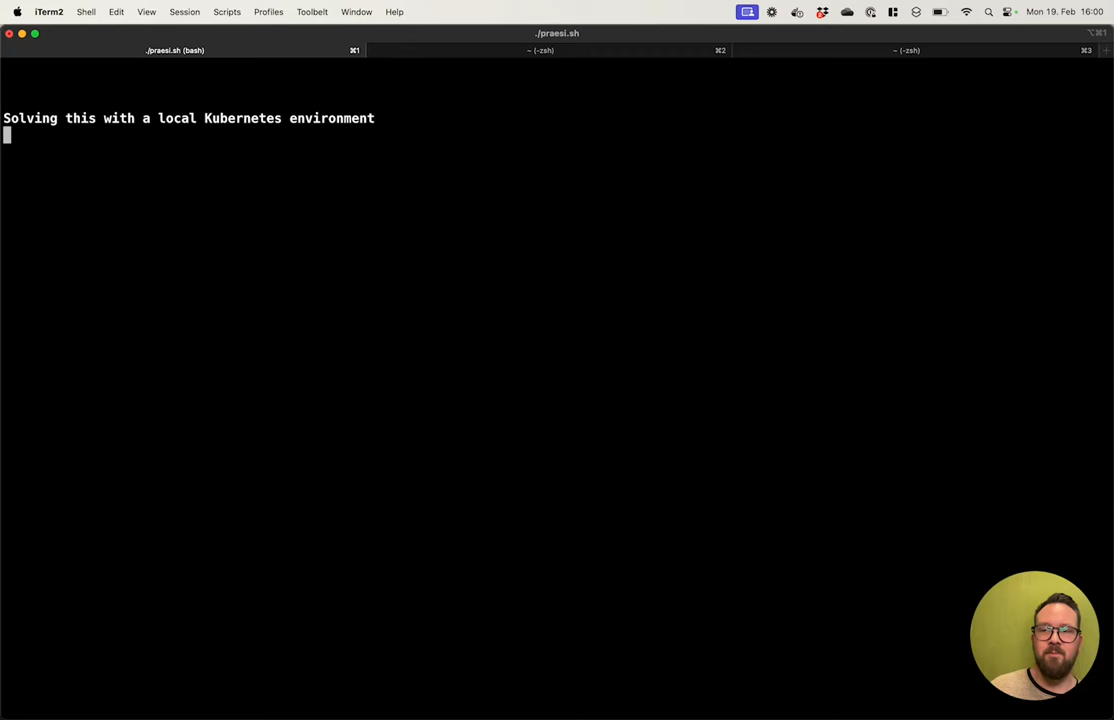 iTerm2 Shell Edit View Session Scripts Profiles Toolbelt Window Help Mon 19. Feb 16:00
./praesi.sh ⌥⌘1
./praesi.sh (bash) ⌘1 ~ (-zsh) ⌘2 ~ (-zsh) ⌘3 +
Solving this with a local Kubernetes environment